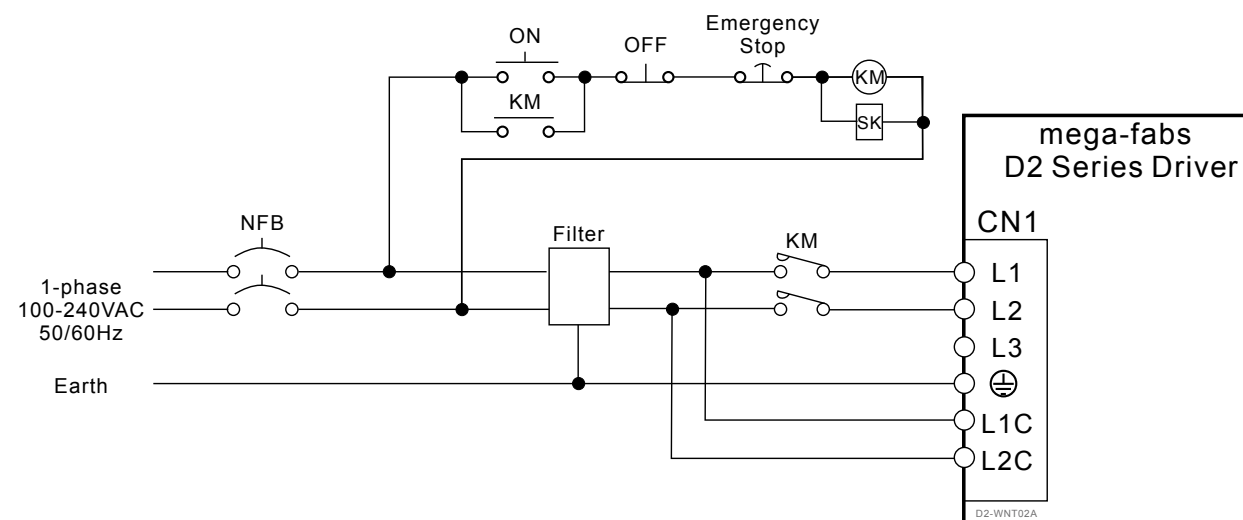 Emergency
Stop
ON
OFF
KM
KM
SK
mega-fabs
D2 Series Driver
CN1
NFB
Filter
KM
1-phase
100-240VAC
50/60Hz
Earth
L1
L2
L3
L1C
L2C
D2-WNT02A